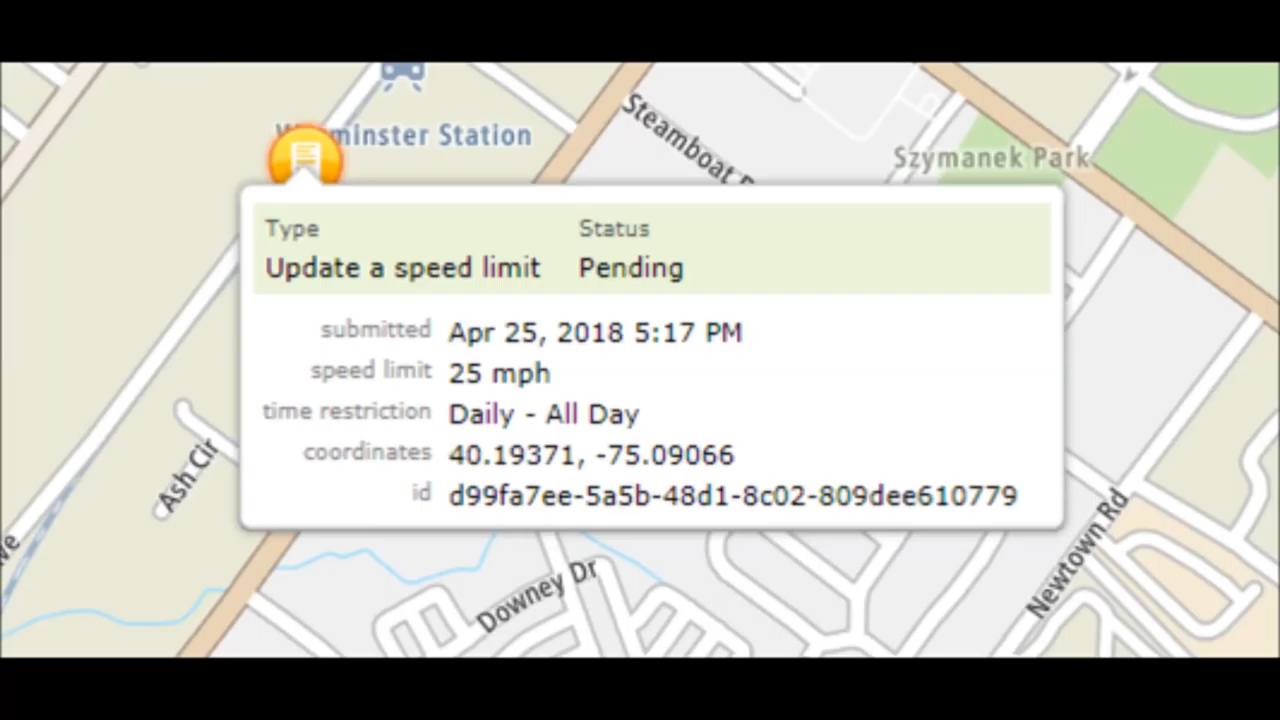 W minster Station
Steamboat
Szymanek Park
Type Status
Update a speed limit Pending
submitted Apr 25, 2018 5:17 PM
speed limit 25 mph
time restriction Daily - All Day
coordinates 40.19371, -75.09066
id d99fa7ee-5a5b-48d1-8c02-809dee610779
Ash Cir
Downey Dr
Newtown Rd